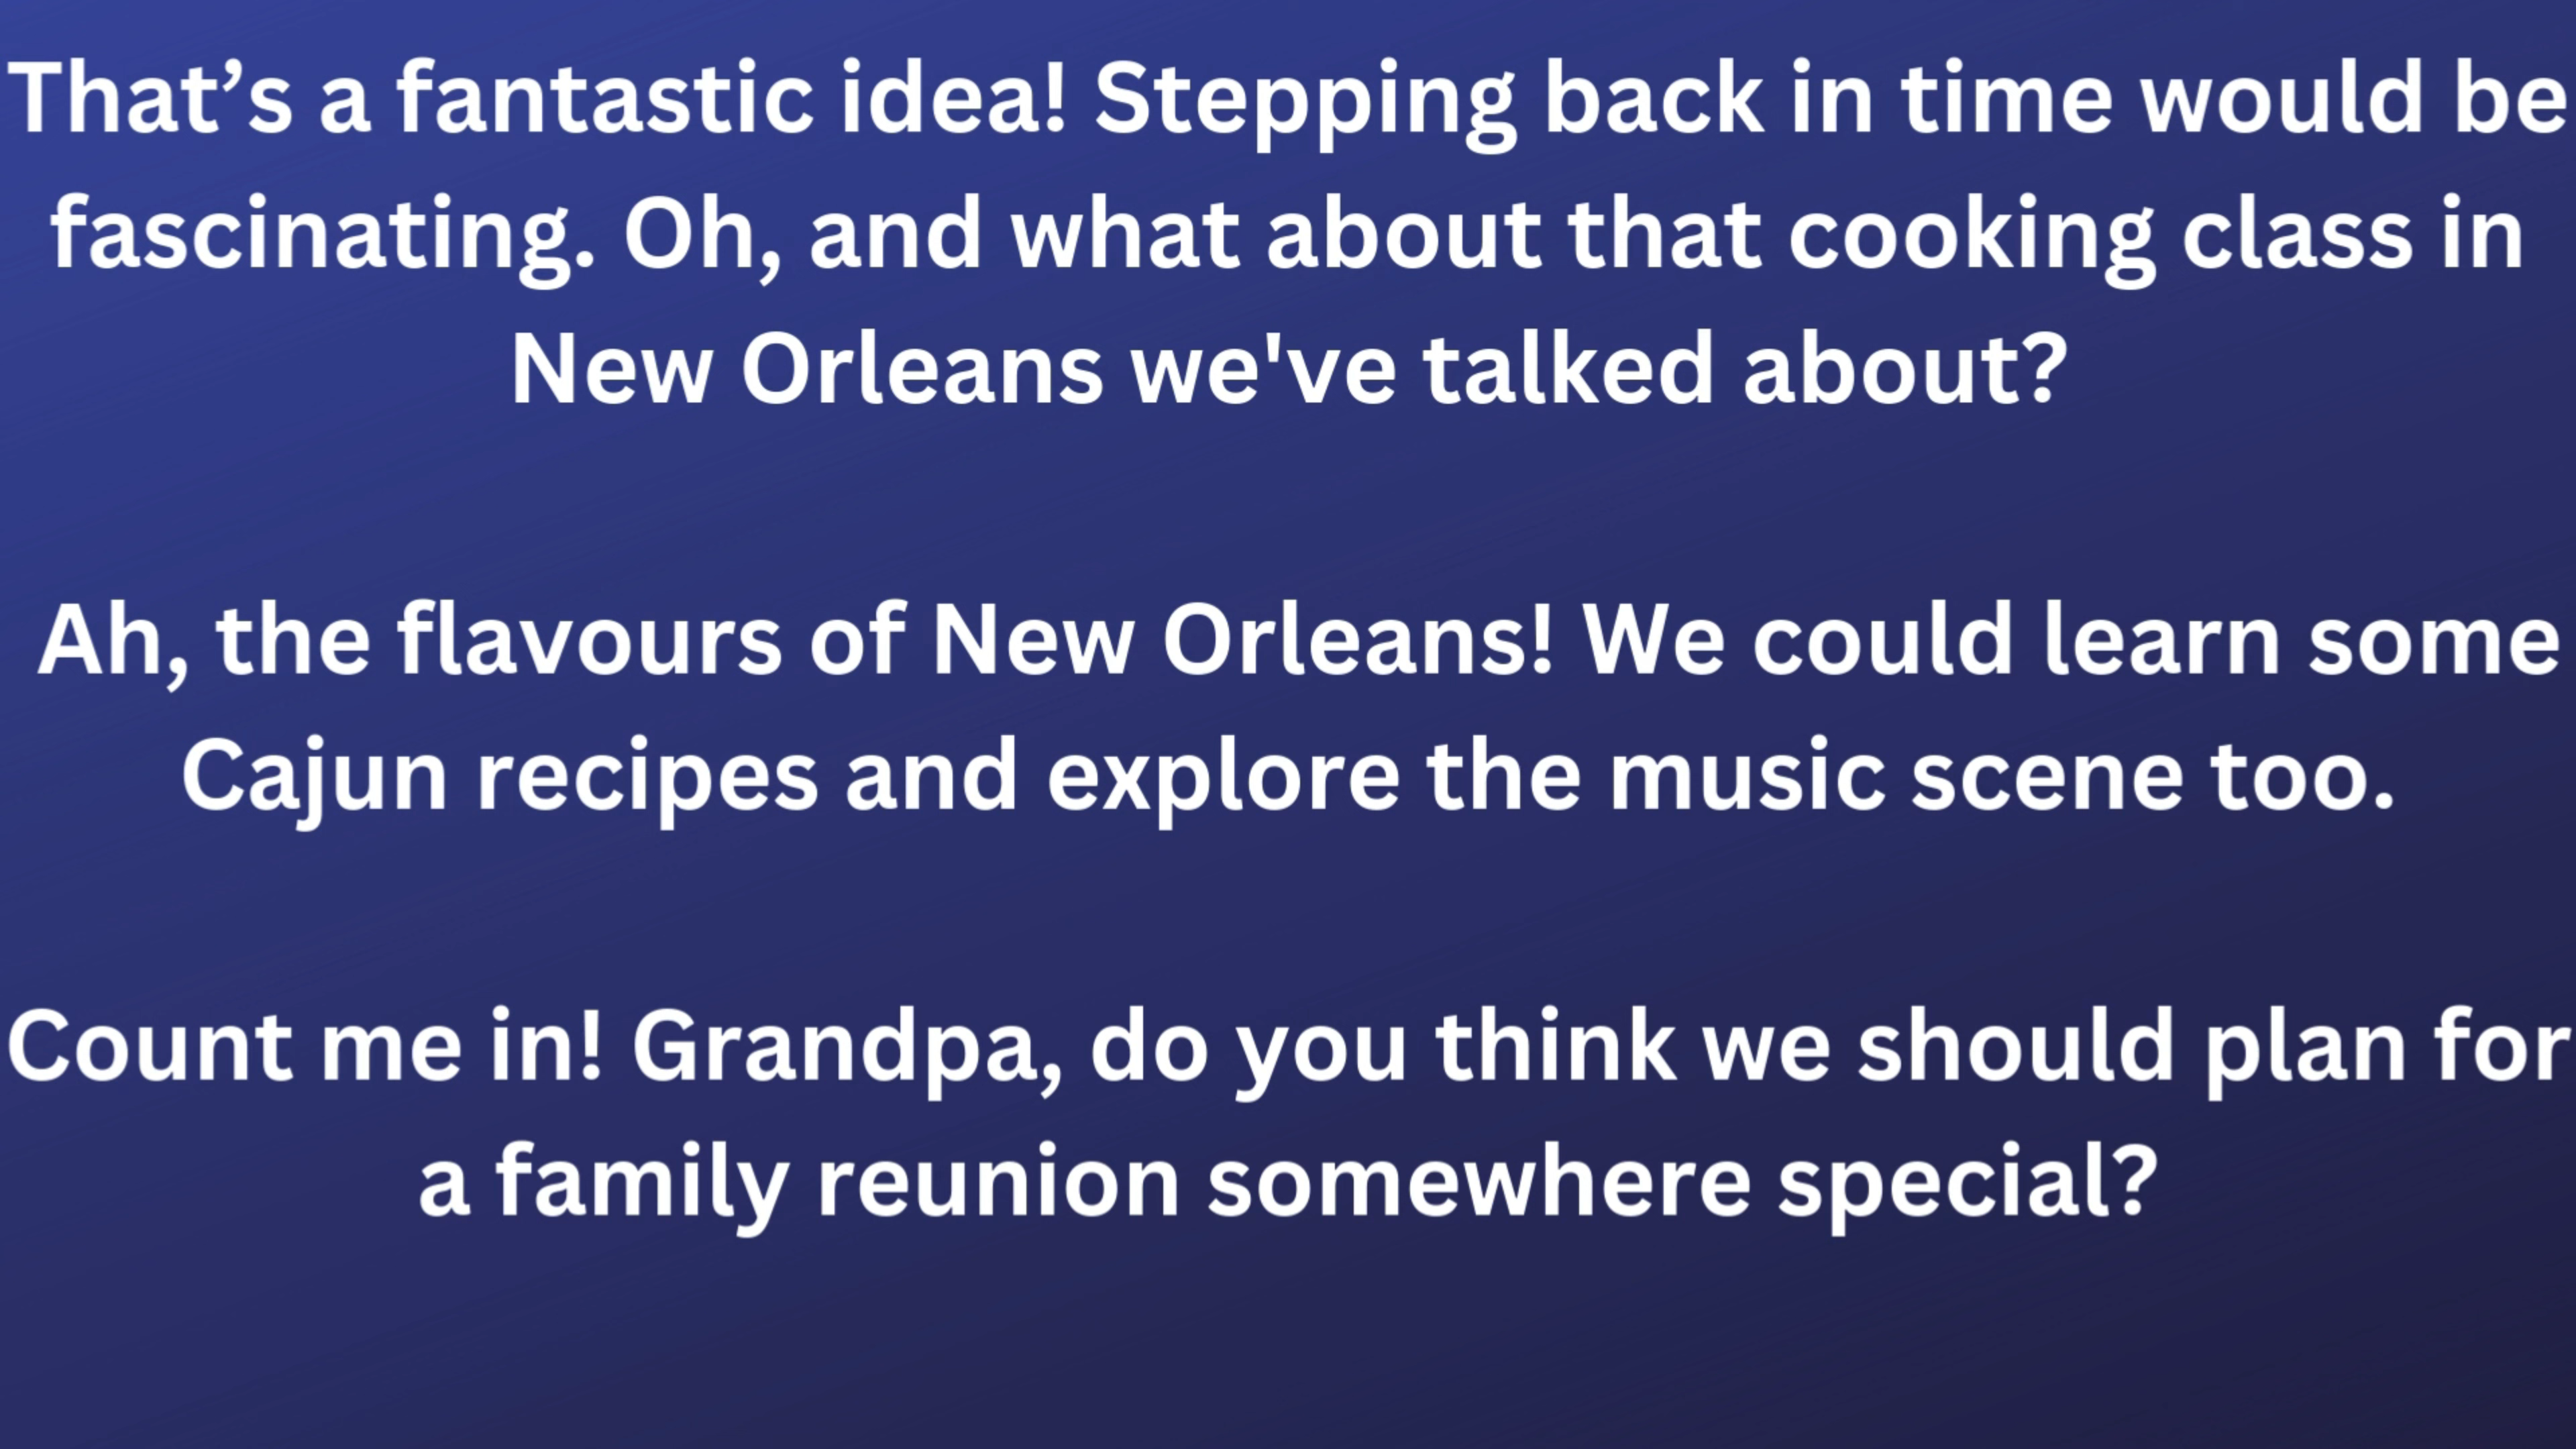 That’s a fantastic idea! Stepping back in time would be
fascinating. Oh, and what about that cooking class in
New Orleans we've talked about?
Ah, the flavours of New Orleans! We could learn some
Cajun recipes and explore the music scene too.
Count me in! Grandpa, do you think we should plan for
a family reunion somewhere special?